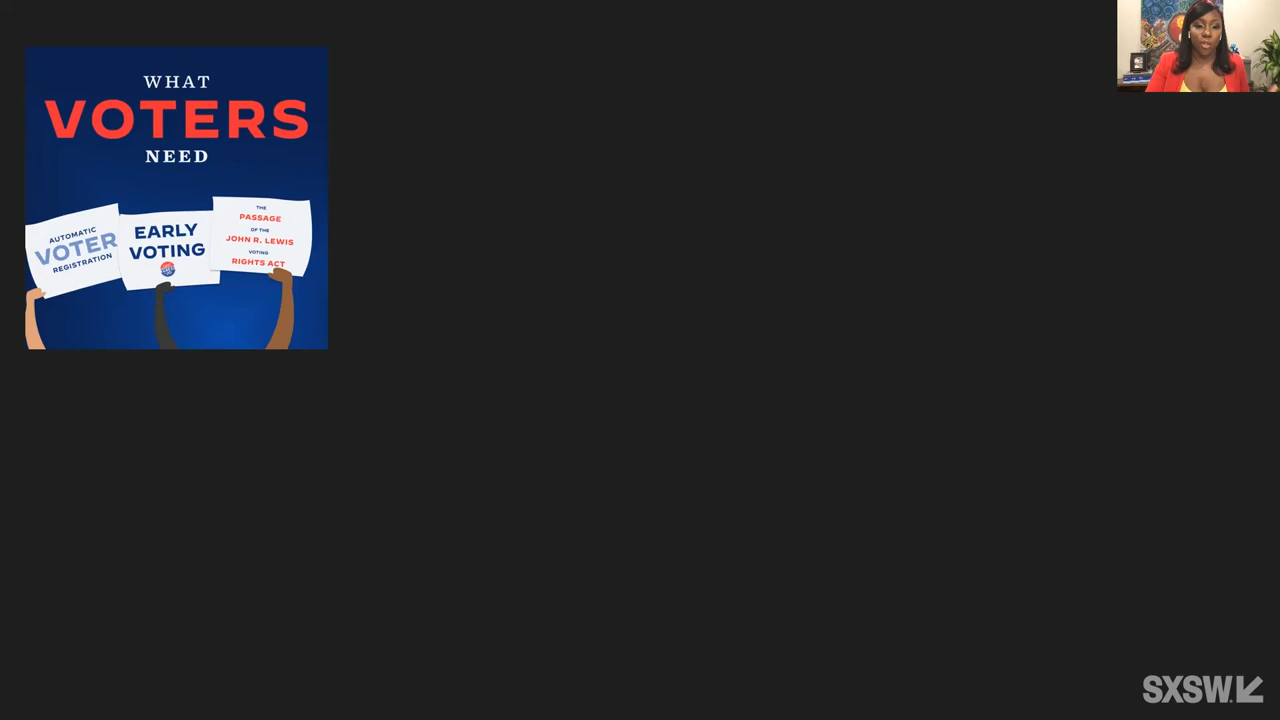 WHAT
VOTERS
NEED
AUTOMATIC
VOTER
REGISTRATION
EARLY
VOTING
THE
PASSAGE
OF THE
JOHN R. LEWIS
VOTING
RIGHTS ACT
SXSW.